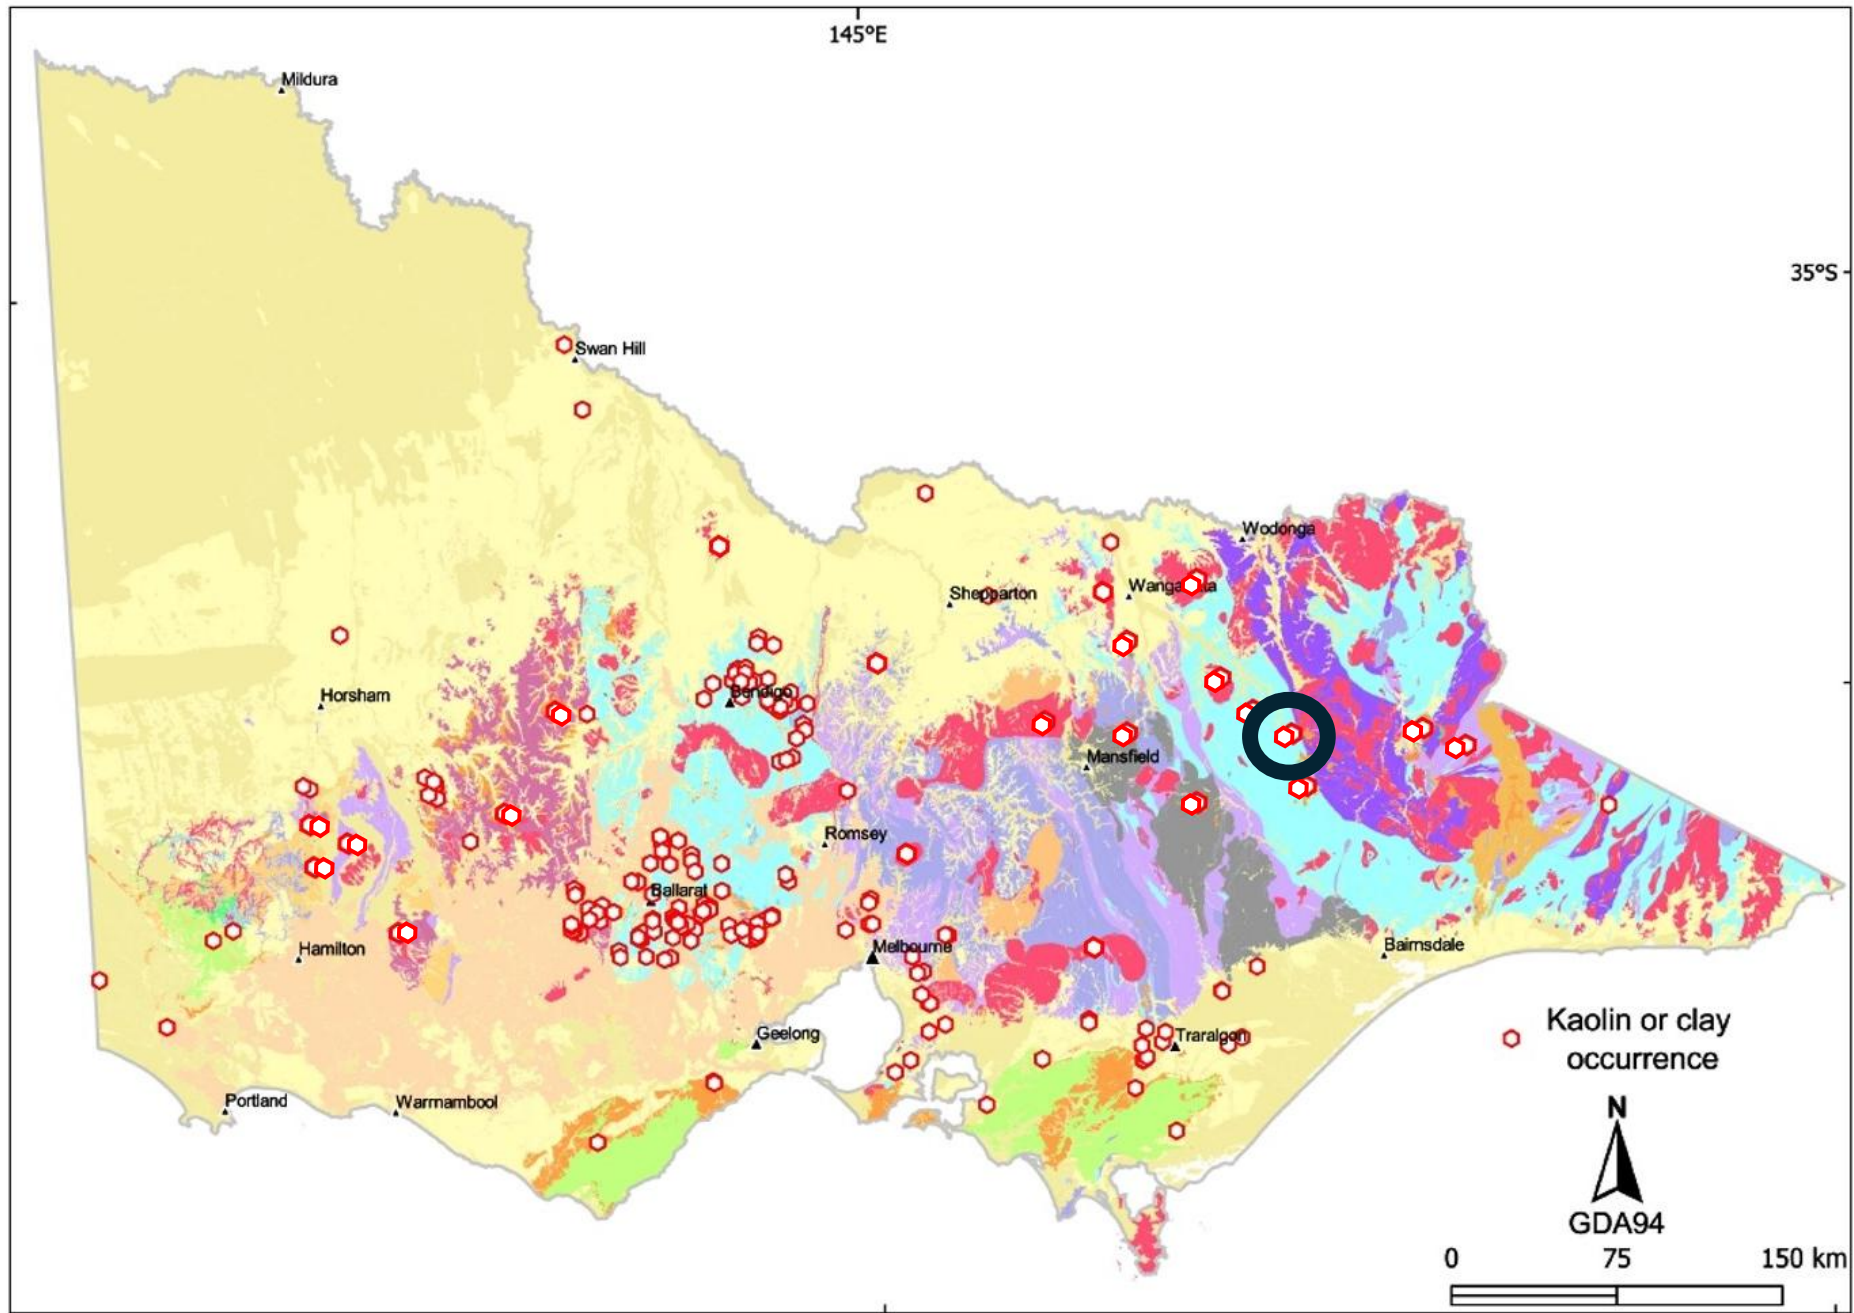 145°E
Mildura
35°S
Swan Hill
Wodonga
Shepparton
Horsham
Bendigo
Mansfield
Romsey
Ballarat
Hamilton
Melbourne
Bairnsdale
Kaolin or clay
occurrence
Geelong
Traralgon
Portland
Warrnambool
N
GDA94
0 75 150 km